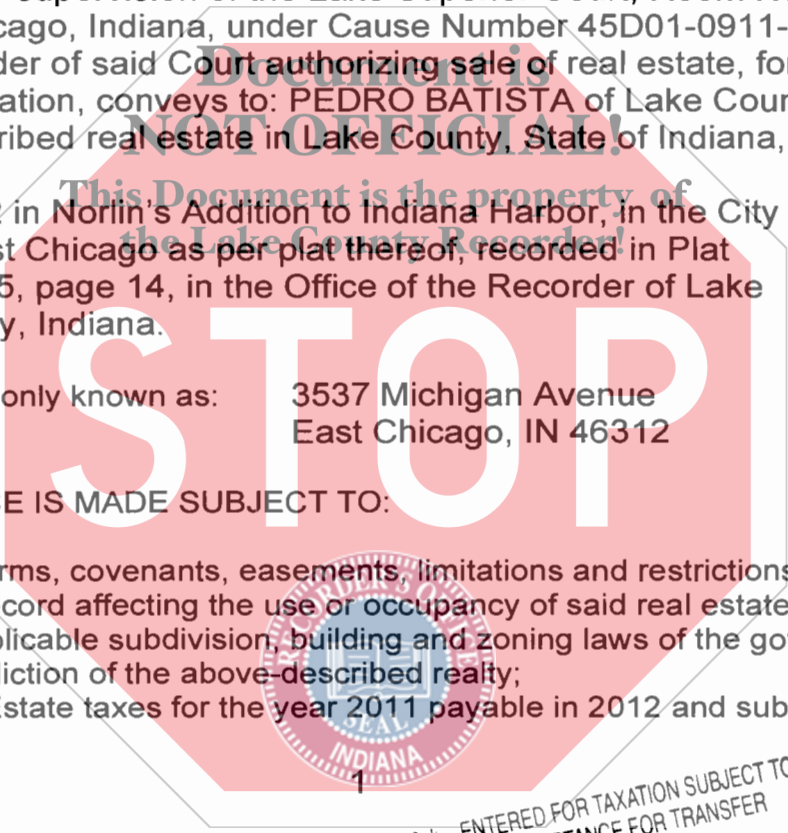 cago, Indiana, under Cause Number 45D01-0911-
der of said Court authorizing sale of real estate, for
ation, conveys to: PEDRO BATISTA of Lake Coun
ribed real estate in Lake County, State of Indiana,
Document is
NOT OFFICIAL!
This Document is the property of
the Lake County Recorder!
in Norlin's Addition to Indiana Harbor, in the City
st Chicago as per plat thereof, recorded in Plat
5, page 14, in the Office of the Recorder of Lake
y, Indiana.
STOP
only known as: 3537 Michigan Avenue
East Chicago, IN 46312
E IS MADE SUBJECT TO:
rms, covenants, easements, limitations and restrictions
cord affecting the use or occupancy of said real estate
plicable subdivision, building and zoning laws of the go
diction of the above-described realty;
Estate taxes for the year 2011 payable in 2012 and sub
RECORDER'S OFFICE
SEAL
INDIANA
1
ENTERED FOR TAXATION SUBJECT TO
FOR TRANSFER